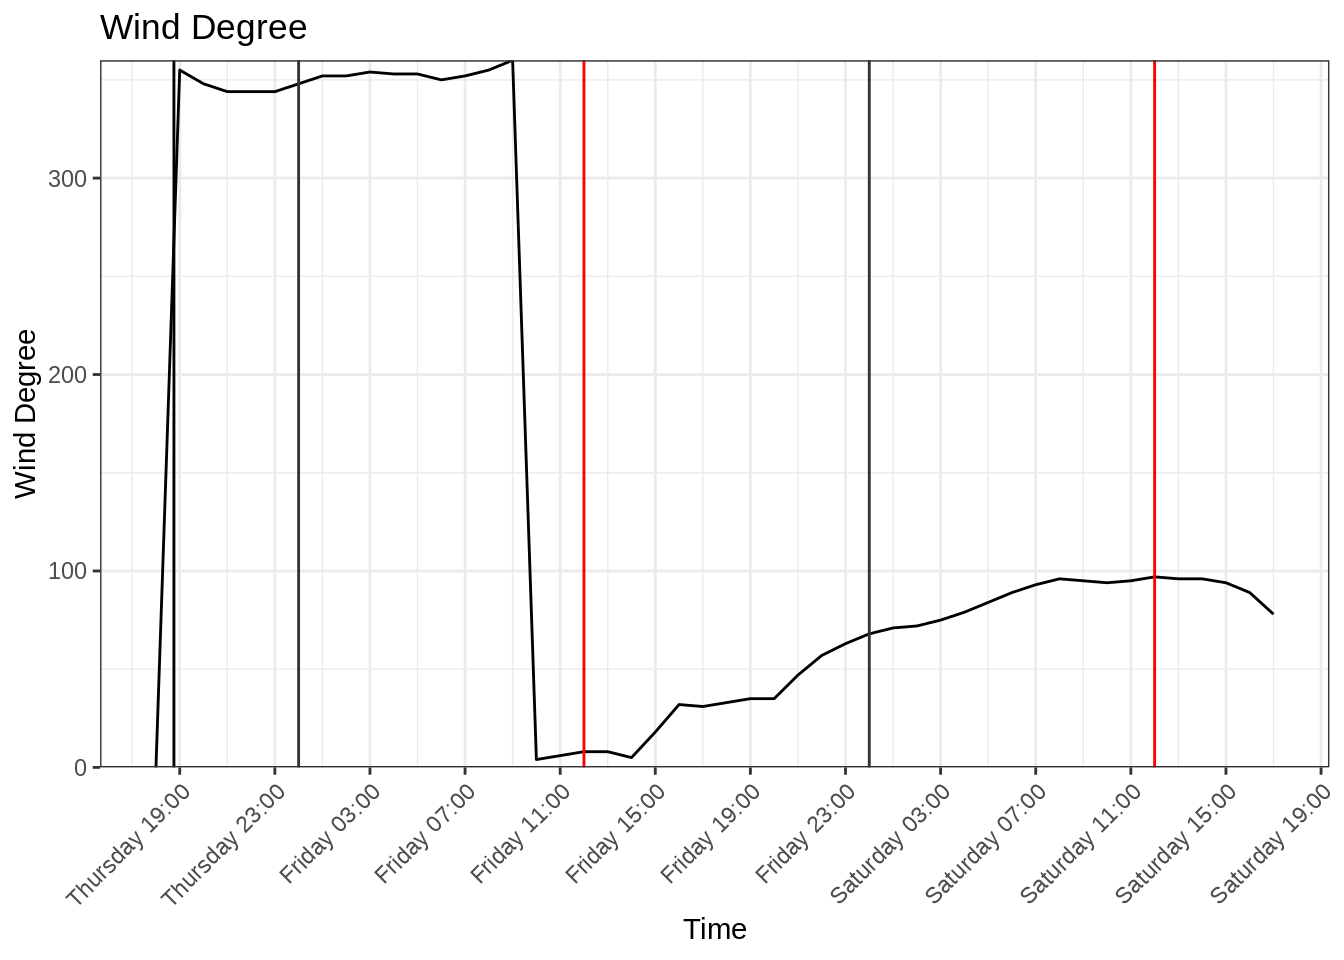 Wind Degree
Wind Degree
300
200
100
0
Thursday 19:00
Thursday 23:00
Friday 03:00
Friday 07:00
Friday 11:00
Friday 15:00
Friday 19:00
Friday 23:00
Saturday 03:00
Saturday 07:00
Saturday 11:00
Saturday 15:00
Saturday 19:00
Time